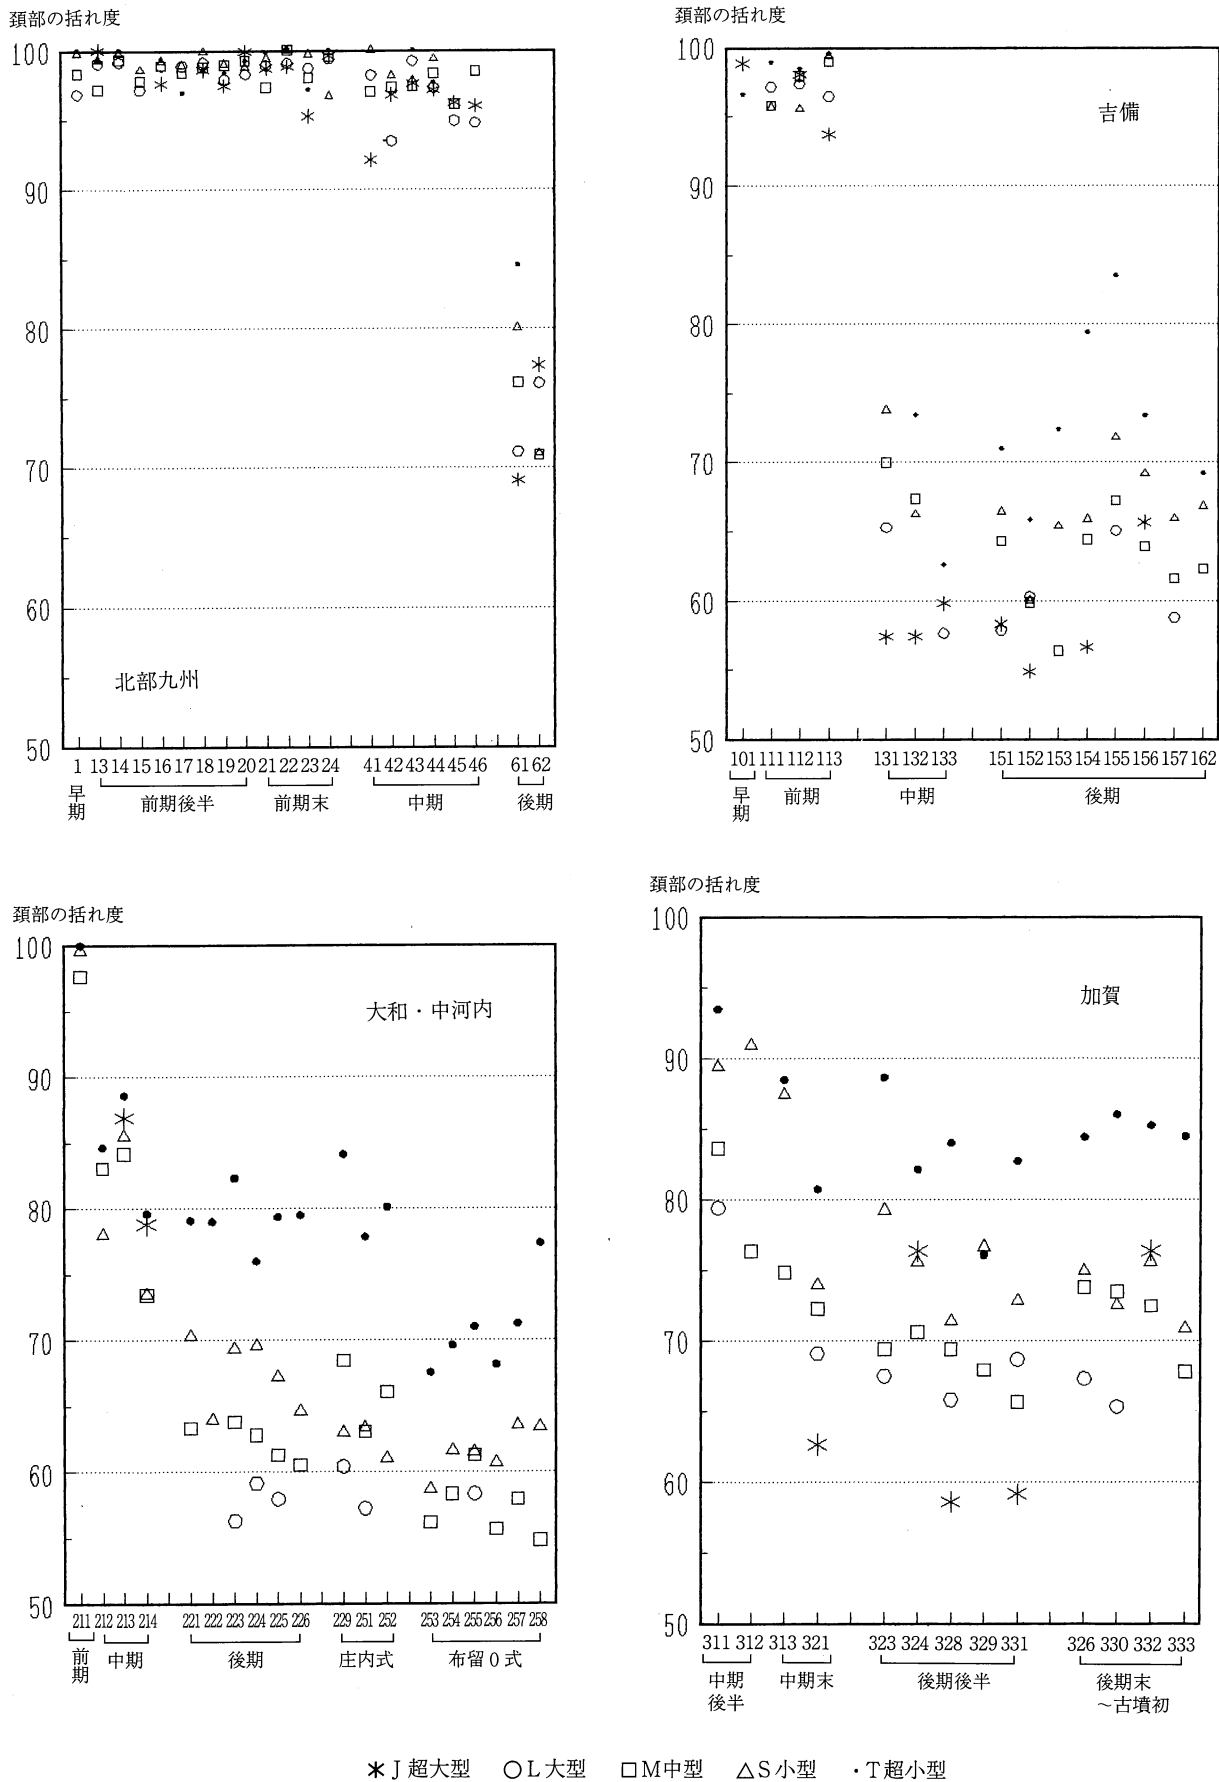 頚部の括れ度
100
90
80
70
60
50
北部九州
1 13 14 15 16 17 18 19 20 21 22 23 24 41 42 43 44 45 46 61 62
早期 前期後半 前期末 中期 後期
頚部の括れ度
100
90
80
70
60
50
吉備
101 111 112 113 131 132 133 151 152 153 154 155 156 157 162
早期 前期 中期 後期
頚部の括れ度
100
90
80
70
60
50
大和・中河内
211 212 213 214 221 222 223 224 225 226 229 251 252 253 254 255 256 257 258
前期 中期 後期 庄内式 布留0式
頚部の括れ度
100
90
80
70
60
50
加賀
311 312 313 321 323 324 328 329 331 326 330 332 333
中期後半 中期末 後期後半 後期末～古墳初
J超大型 L大型 M中型 S小型 T超小型